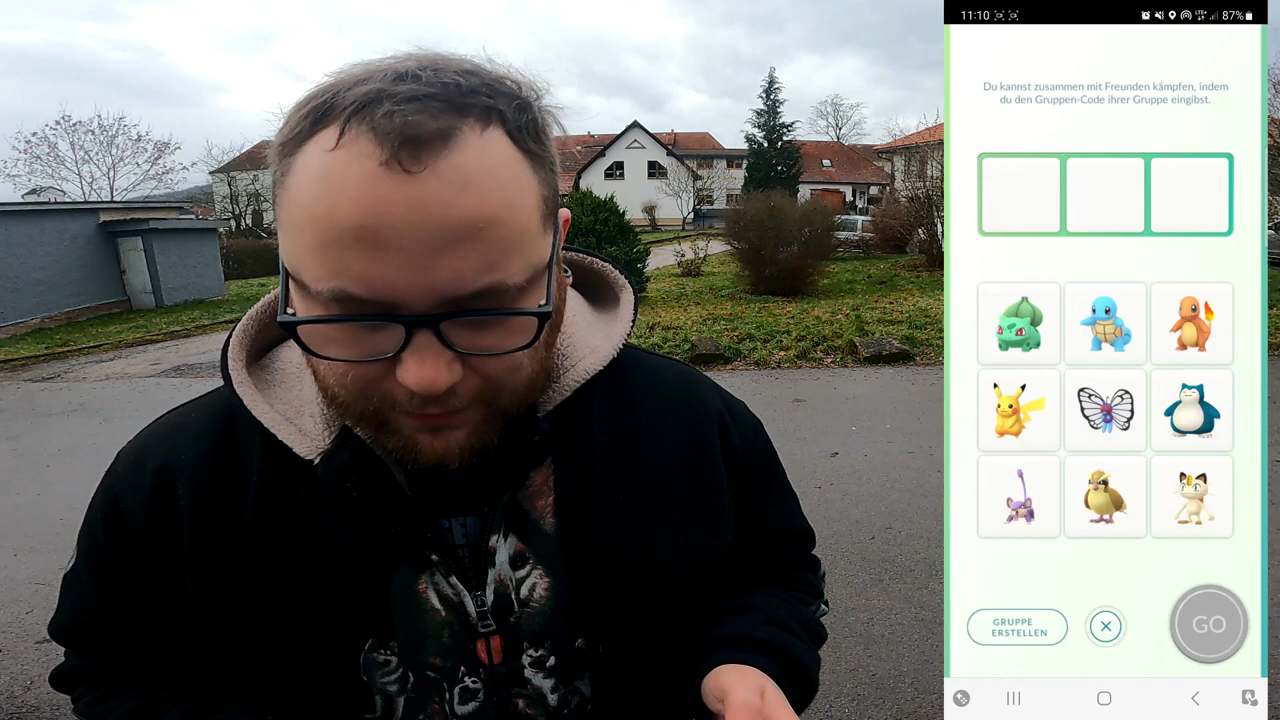 11:10
LTE+
87%
Du kannst zusammen mit Freunden kämpfen, indem
du den Gruppen-Code ihrer Gruppe eingibst.
GRUPPE
ERSTELLEN
GO